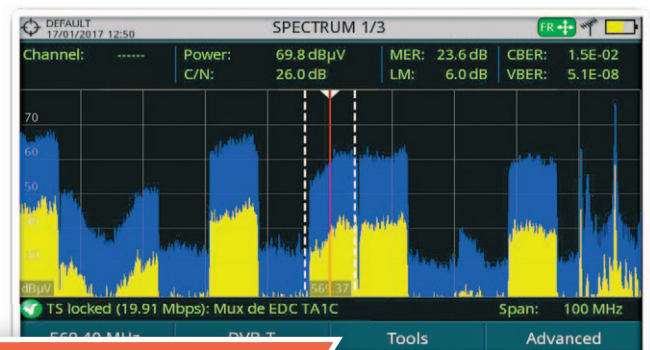 DEFAULT
17/01/2017 12:50
SPECTRUM 1/3
FR
Channel: ------ Power: 69.8 dBµV MER: 23.6 dB CBER: 1.5E-02
C/N: 26.0 dB LM: 6.0 dB VBER: 5.1E-08
70
60
50
dBµV
TS locked (19.91 Mbps): Mux de EDC TA1C Span: 100 MHz
Tools Advanced